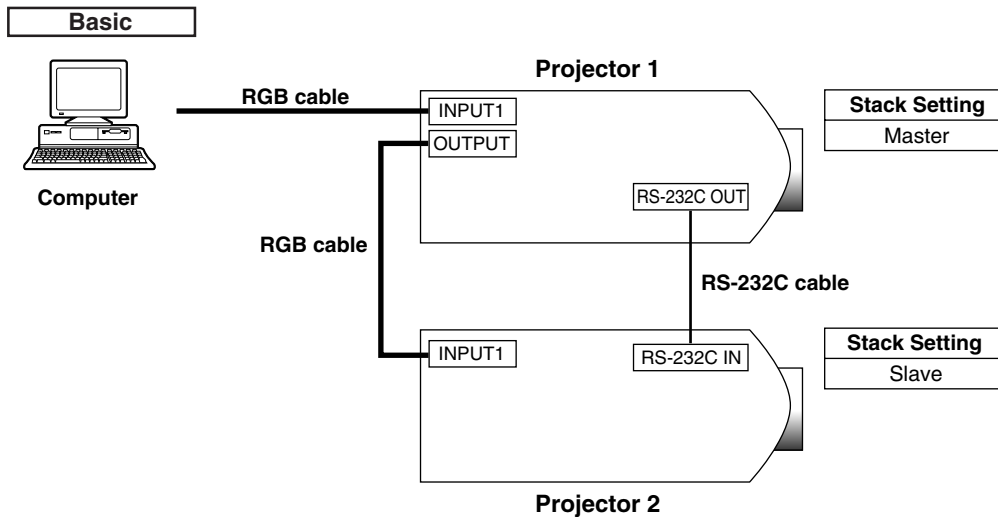 Basic
Projector 1
RGB cable
INPUT1
OUTPUT
Stack Setting
Master
Computer
RS-232C OUT
RGB cable
RS-232C cable
INPUT1
RS-232C IN
Stack Setting
Slave
Projector 2